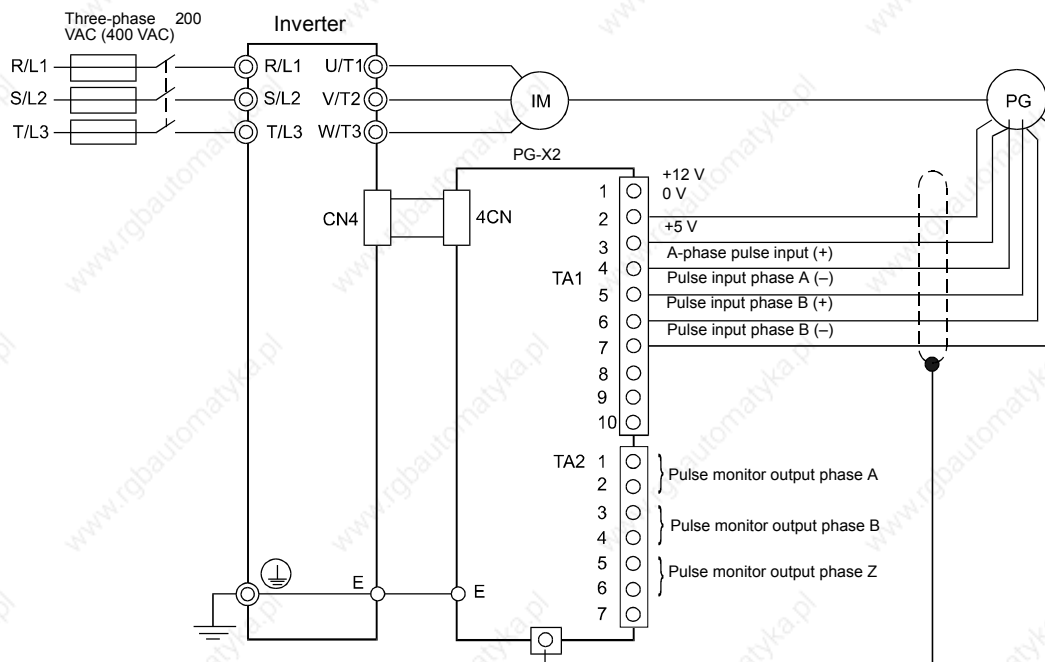 Three-phase 200
VAC (400 VAC)
Inverter
R/L1
R/L1
U/T1
S/L2
S/L2
V/T2
T/L3
T/L3
W/T3
IM
PG
PG-X2
CN4
4CN
TA1
1
+12 V
0 V
2
+5 V
3
A-phase pulse input (+)
4
Pulse input phase A (–)
5
Pulse input phase B (+)
6
Pulse input phase B (–)
7
8
9
10
TA2
1
2
Pulse monitor output phase A
3
4
Pulse monitor output phase B
5
6
Pulse monitor output phase Z
7
E
E
www.rgbautomatyka.pl